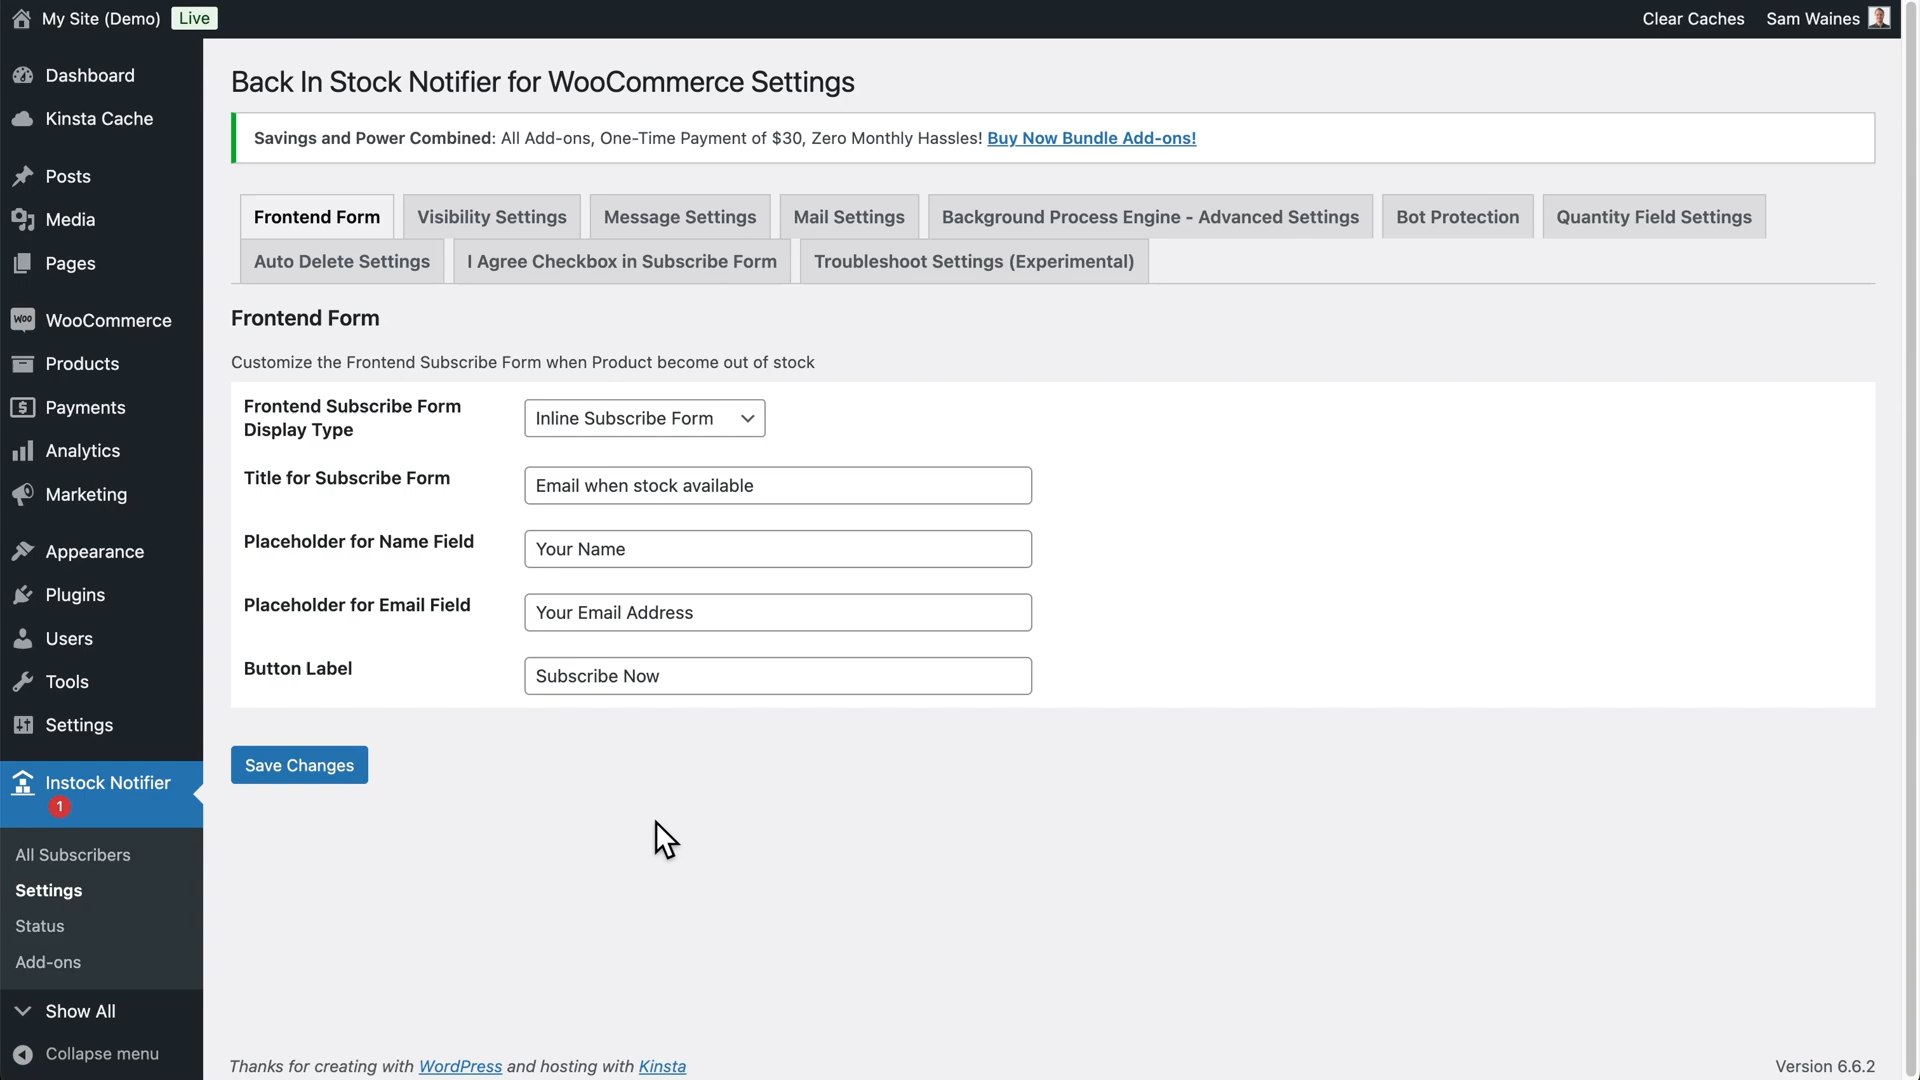 My Site (Demo) Live Clear Caches Sam Waines
Dashboard
Kinsta Cache
Posts
Media
Pages
Woo WooCommerce
Products
Payments
Analytics
Marketing
Appearance
Plugins
Users
Tools
Settings
Instock Notifier
1
All Subscribers
Settings
Status
Add-ons
Show All
Collapse menu
Back In Stock Notifier for WooCommerce Settings
Savings and Power Combined: All Add-ons, One-Time Payment of $30, Zero Monthly Hassles! Buy Now Bundle Add-ons!
Frontend Form Visibility Settings Message Settings Mail Settings Background Process Engine - Advanced Settings Bot Protection Quantity Field Settings
Auto Delete Settings I Agree Checkbox in Subscribe Form Troubleshoot Settings (Experimental)
Frontend Form
Customize the Frontend Subscribe Form when Product become out of stock
Frontend Subscribe Form
Display Type
Inline Subscribe Form
Title for Subscribe Form
Email when stock available
Placeholder for Name Field
Your Name
Placeholder for Email Field
Your Email Address
Button Label
Subscribe Now
Save Changes
Thanks for creating with WordPress and hosting with Kinsta
Version 6.6.2